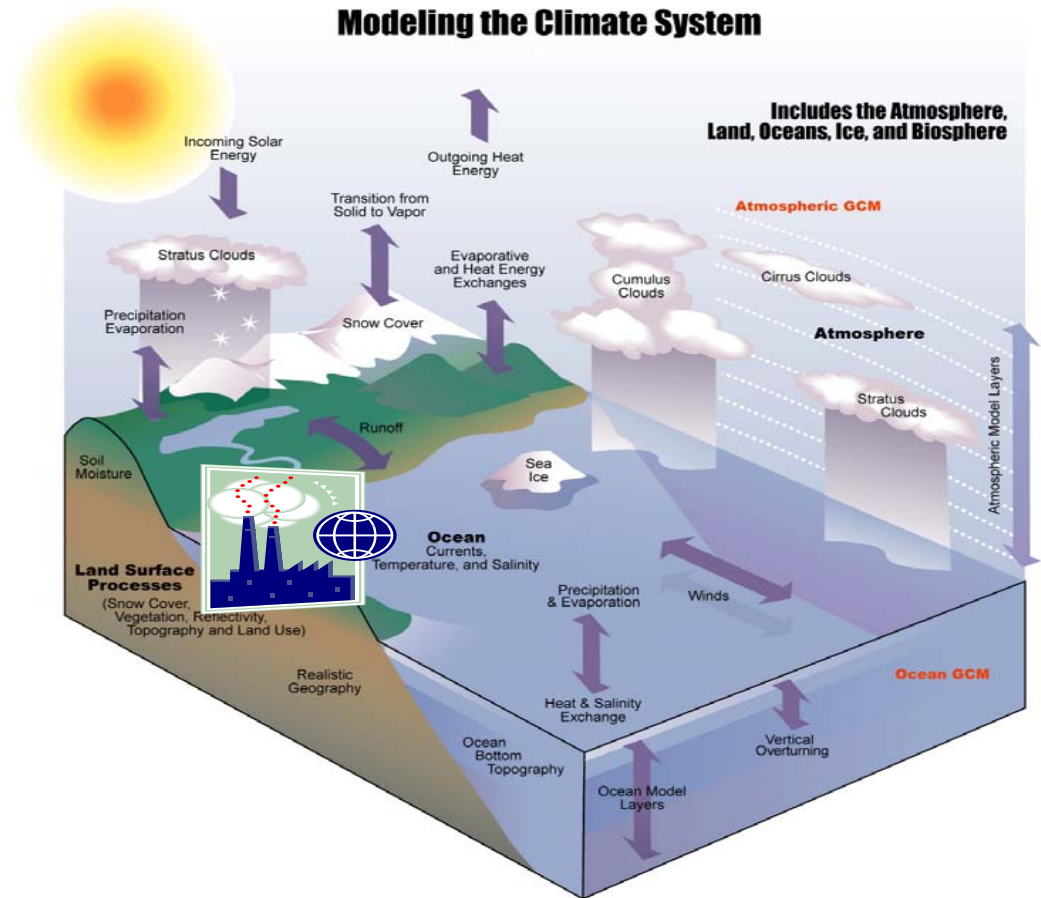 Modeling the Climate System
Includes the Atmosphere,
Land, Oceans, Ice, and Biosphere
Incoming Solar
Energy
Outgoing Heat
Energy
Transition from
Solid to Vapor
Atmospheric GCM
Stratus Clouds
Evaporative
and Heat Energy
Exchanges
Cumulus
Clouds
Cirrus Clouds
Precipitation
Evaporation
Snow Cover
Atmosphere
Stratus
Clouds
Atmospheric Model Layers
Runoff
Soil
Moisture
Sea
Ice
Ocean
Currents,
Temperature, and Salinity
Land Surface
Processes
(Snow Cover,
Vegetation, Reflectivity,
Topography and Land Use)
Precipitation
& Evaporation
Winds
Realistic
Geography
Ocean GCM
Heat & Salinity
Exchange
Vertical
Overturning
Ocean
Bottom
Topography
Ocean Model
Layers